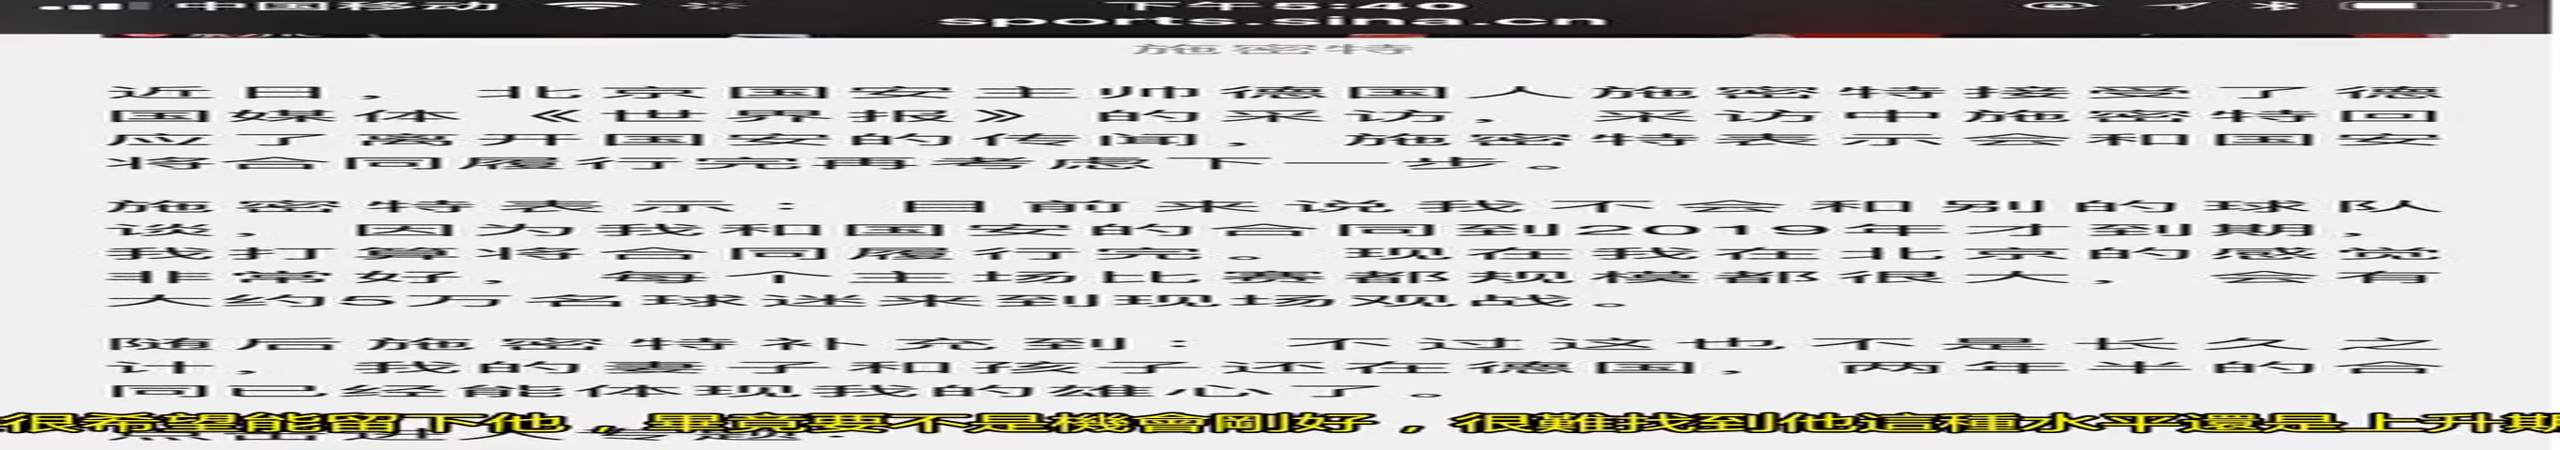 中国移动 下午5:40
sports.sina.cn
施密特
近日，北京国安主帅德国人施密特接受了德
国媒体《世界报》的采访，采访中施密特回
应了离开国安的传闻，施密特表示会和国安
将合同履行完再考虑下一步。
施密特表示：目前来说我不会和别的球队
谈，因为我和国安的合同到2019年才到期，
我打算将合同履行完。现在我在北京的感觉
非常好，每个主场比赛都规模都很大，会有
大约5万名球迷来到现场观战。
随后施密特补充到：不过这也不是长久之
计，我的妻子和孩子还在德国，两年半的合
同已经能体现我的雄心了。
很希望能留下他，畢竟要不是機會剛好，很難找到他這種水平還是上升期